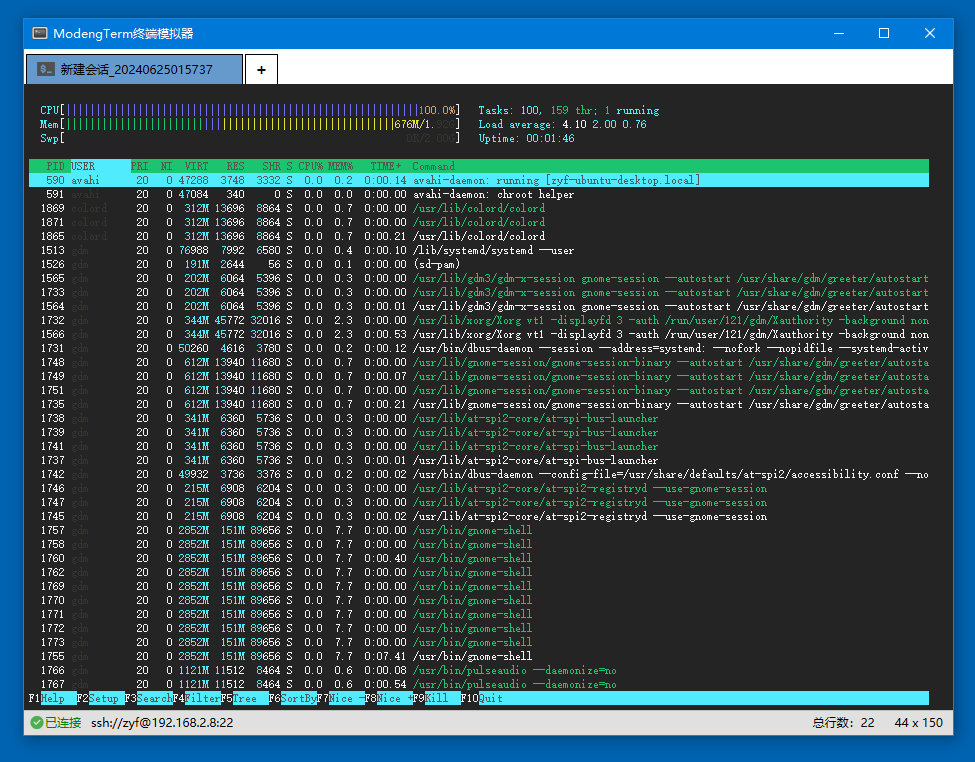 ModengTerm终端模拟器
新建会话_20240625015737
+
CPU[||||||||||||||||||||||||||||||||||||||||||||||||100.0%] Tasks: 100, 159 thr; 1 running
Mem[||||||||||||||||||||||||||||||||||||||||||||676M/1.92G] Load average: 4.10 2.00 0.76
Swp[ 0K/2.00G] Uptime: 00:01:46
PID USER PRI NI VIRT RES SHR S CPU% MEM% TIME+ Command
590 avahi 20 0 47288 3748 3332 S 0.0 0.2 0:00.14 avahi-daemon: running [zyf-ubuntu-desktop.local]
591 avahi 20 0 47084 340 0 S 0.0 0.0 0:00.00 avahi-daemon: chroot helper
1869 colord 20 0 312M 13696 8864 S 0.0 0.7 0:00.00 /usr/lib/colord/colord
1871 colord 20 0 312M 13696 8864 S 0.0 0.7 0:00.00 /usr/lib/colord/colord
1865 colord 20 0 312M 13696 8864 S 0.0 0.7 0:00.21 /usr/lib/colord/colord
1513 gdm 20 0 76988 7992 6580 S 0.0 0.4 0:00.10 /lib/systemd/systemd --user
1526 gdm 20 0 191M 2644 56 S 0.0 0.1 0:00.00 (sd-pam)
1565 gdm 20 0 202M 6064 5396 S 0.0 0.3 0:00.00 /usr/lib/gdm3/gdm-x-session gnome-session --autostart /usr/share/gdm/greeter/autostart
1733 gdm 20 0 202M 6064 5396 S 0.0 0.3 0:00.00 /usr/lib/gdm3/gdm-x-session gnome-session --autostart /usr/share/gdm/greeter/autostart
1564 gdm 20 0 202M 6064 5396 S 0.0 0.3 0:00.01 /usr/lib/gdm3/gdm-x-session gnome-session --autostart /usr/share/gdm/greeter/autostart
1732 gdm 20 0 344M 45772 32016 S 0.0 2.3 0:00.00 /usr/lib/xorg/Xorg vt1 -displayfd 3 -auth /run/user/121/gdm/Xauthority -background non
1566 gdm 20 0 344M 45772 32016 S 0.0 2.3 0:00.53 /usr/lib/xorg/Xorg vt1 -displayfd 3 -auth /run/user/121/gdm/Xauthority -background non
1731 gdm 20 0 50260 4616 3780 S 0.0 0.2 0:00.12 /usr/bin/dbus-daemon --session --address=systemd: --nofork --nopidfile --systemd-activ
1748 gdm 20 0 612M 13940 11680 S 0.0 0.7 0:00.00 /usr/lib/gnome-session/gnome-session-binary --autostart /usr/share/gdm/greeter/autosta
1749 gdm 20 0 612M 13940 11680 S 0.0 0.7 0:00.07 /usr/lib/gnome-session/gnome-session-binary --autostart /usr/share/gdm/greeter/autosta
1751 gdm 20 0 612M 13940 11680 S 0.0 0.7 0:00.00 /usr/lib/gnome-session/gnome-session-binary --autostart /usr/share/gdm/greeter/autosta
1735 gdm 20 0 612M 13940 11680 S 0.0 0.7 0:00.21 /usr/lib/gnome-session/gnome-session-binary --autostart /usr/share/gdm/greeter/autosta
1738 gdm 20 0 341M 6360 5736 S 0.0 0.3 0:00.00 /usr/lib/at-spi2-core/at-spi-bus-launcher
1739 gdm 20 0 341M 6360 5736 S 0.0 0.3 0:00.00 /usr/lib/at-spi2-core/at-spi-bus-launcher
1741 gdm 20 0 341M 6360 5736 S 0.0 0.3 0:00.00 /usr/lib/at-spi2-core/at-spi-bus-launcher
1737 gdm 20 0 341M 6360 5736 S 0.0 0.3 0:00.01 /usr/lib/at-spi2-core/at-spi-bus-launcher
1742 gdm 20 0 49932 3736 3376 S 0.0 0.2 0:00.02 /usr/bin/dbus-daemon --config-file=/usr/share/defaults/at-spi2/accessibility.conf --no
1746 gdm 20 0 215M 6908 6204 S 0.0 0.3 0:00.00 /usr/lib/at-spi2-core/at-spi2-registryd --use-gnome-session
1747 gdm 20 0 215M 6908 6204 S 0.0 0.3 0:00.00 /usr/lib/at-spi2-core/at-spi2-registryd --use-gnome-session
1745 gdm 20 0 215M 6908 6204 S 0.0 0.3 0:00.02 /usr/lib/at-spi2-core/at-spi2-registryd --use-gnome-session
1757 gdm 20 0 2852M 151M 89656 S 0.0 7.7 0:00.00 /usr/bin/gnome-shell
1758 gdm 20 0 2852M 151M 89656 S 0.0 7.7 0:00.00 /usr/bin/gnome-shell
1760 gdm 20 0 2852M 151M 89656 S 0.0 7.7 0:00.40 /usr/bin/gnome-shell
1762 gdm 20 0 2852M 151M 89656 S 0.0 7.7 0:00.00 /usr/bin/gnome-shell
1769 gdm 20 0 2852M 151M 89656 S 0.0 7.7 0:00.00 /usr/bin/gnome-shell
1770 gdm 20 0 2852M 151M 89656 S 0.0 7.7 0:00.00 /usr/bin/gnome-shell
1771 gdm 20 0 2852M 151M 89656 S 0.0 7.7 0:00.00 /usr/bin/gnome-shell
1772 gdm 20 0 2852M 151M 89656 S 0.0 7.7 0:00.00 /usr/bin/gnome-shell
1773 gdm 20 0 2852M 151M 89656 S 0.0 7.7 0:00.00 /usr/bin/gnome-shell
1755 gdm 20 0 2852M 151M 89656 S 0.0 7.7 0:07.41 /usr/bin/gnome-shell
1766 gdm 20 0 1121M 11512 8464 S 0.0 0.6 0:00.08 /usr/bin/pulseaudio --daemonize=no
1767 gdm 20 0 1121M 11512 8464 S 0.0 0.6 0:00.54 /usr/bin/pulseaudio --daemonize=no
F1Help F2Setup F3SearchF4FilterF5Tree F6SortByF7Nice -F8Nice +F9Kill F10Quit
已连接 ssh://zyf@192.168.2.8:22 总行数: 22 44 x 150